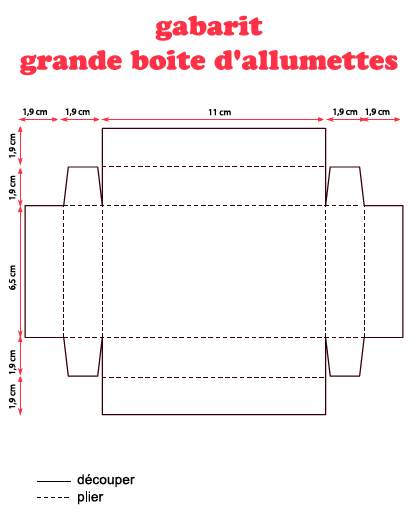 gabarit
grande boite d'allumettes
1,9 cm 1,9 cm 11 cm 1,9 cm 1,9 cm
1,9 cm
1,9 cm
6,5 cm
1,9 cm
1,9 cm
découper
plier